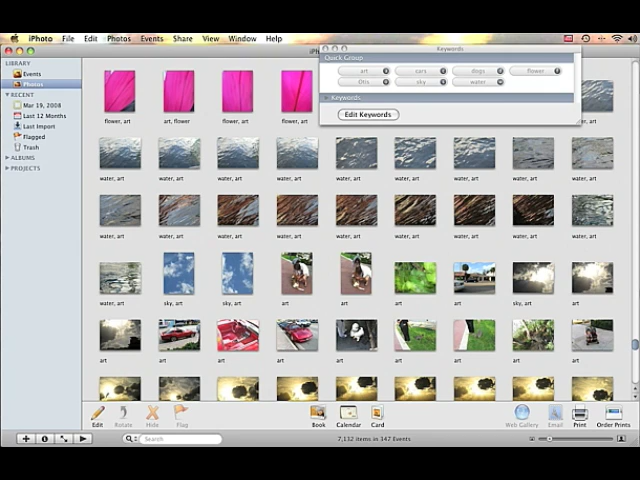 iPhoto File Edit Photos Events Share View Window Help
Keywords
Quick Group
art cars dogs flower
Otis sky water
Keywords
Edit Keywords
LIBRARY
Events
Photos
RECENT
Mar 19, 2008
Last 12 Months
Last Import
Flagged
Trash
ALBUMS
PROJECTS
flower, art art, flower flower, art flower, art
water, art water, art water, art water, art water, art water, art water, art water, art water, art
water, art water, art water, art water, art water, art water, art water, art water, art water, art
water, art sky, art sky, art art art art art sky, art art
art art art art art art art art art
Edit Rotate Hide Flag Book Calendar Card Web Gallery Email Print Order Prints
Search 7,132 items in 347 Events